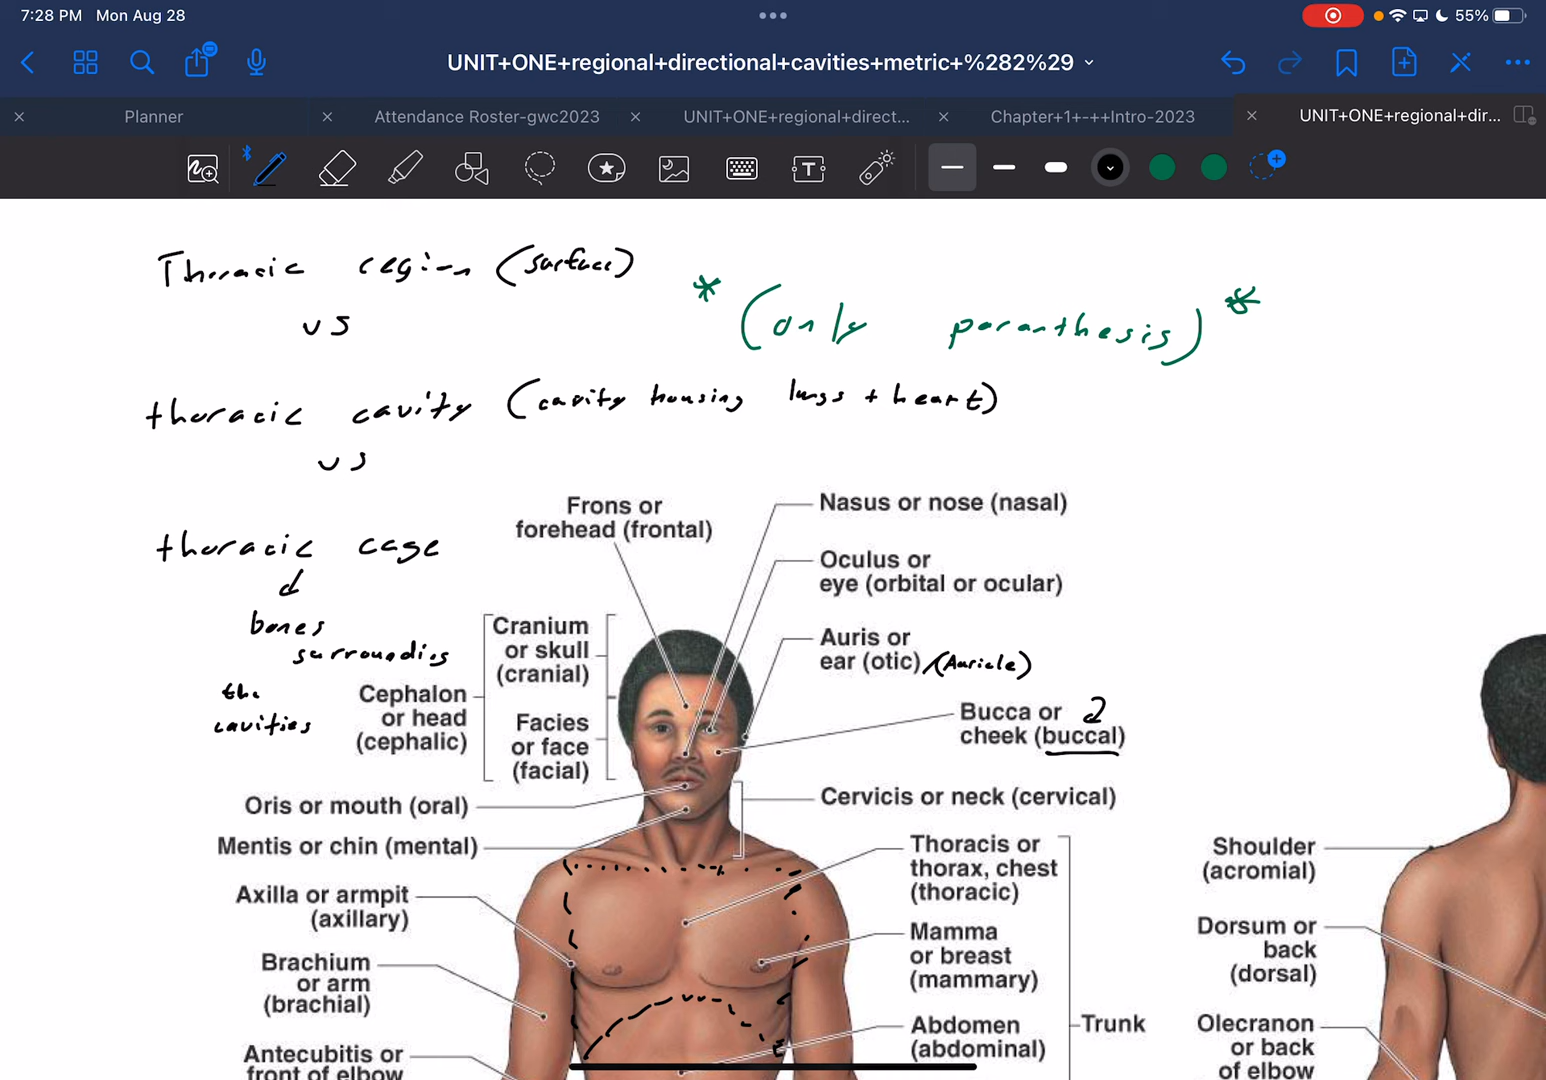 7:28 PM Mon Aug 28
55%
UNIT+ONE+regional+directional+cavities+metric+%282%29
Planner
Attendance Roster-gwc2023
UNIT+ONE+regional+direct...
Chapter+1+-++Intro-2023
UNIT+ONE+regional+dir...
Thoracic region (surface)
vs
* (only paranthesis) *
thoracic cavity (cavity housing lungs + heart)
vs
thoracic cage
bones
surrounding
the
cavities
Frons or
forehead (frontal)
Nasus or nose (nasal)
Oculus or
eye (orbital or ocular)
Cranium
or skull
(cranial)
Auris or
ear (otic) /(Auricle)
Cephalon
or head
(cephalic)
Facies
or face
(facial)
Bucca or 2
cheek (buccal)
Oris or mouth (oral)
Cervicis or neck (cervical)
Mentis or chin (mental)
Thoracis or
thorax, chest
(thoracic)
Shoulder
(acromial)
Axilla or armpit
(axillary)
Mamma
or breast
(mammary)
Dorsum or
back
(dorsal)
Brachium
or arm
(brachial)
Abdomen
(abdominal)
Trunk
Olecranon
or back
of elbow
Antecubitis or
front of elbow